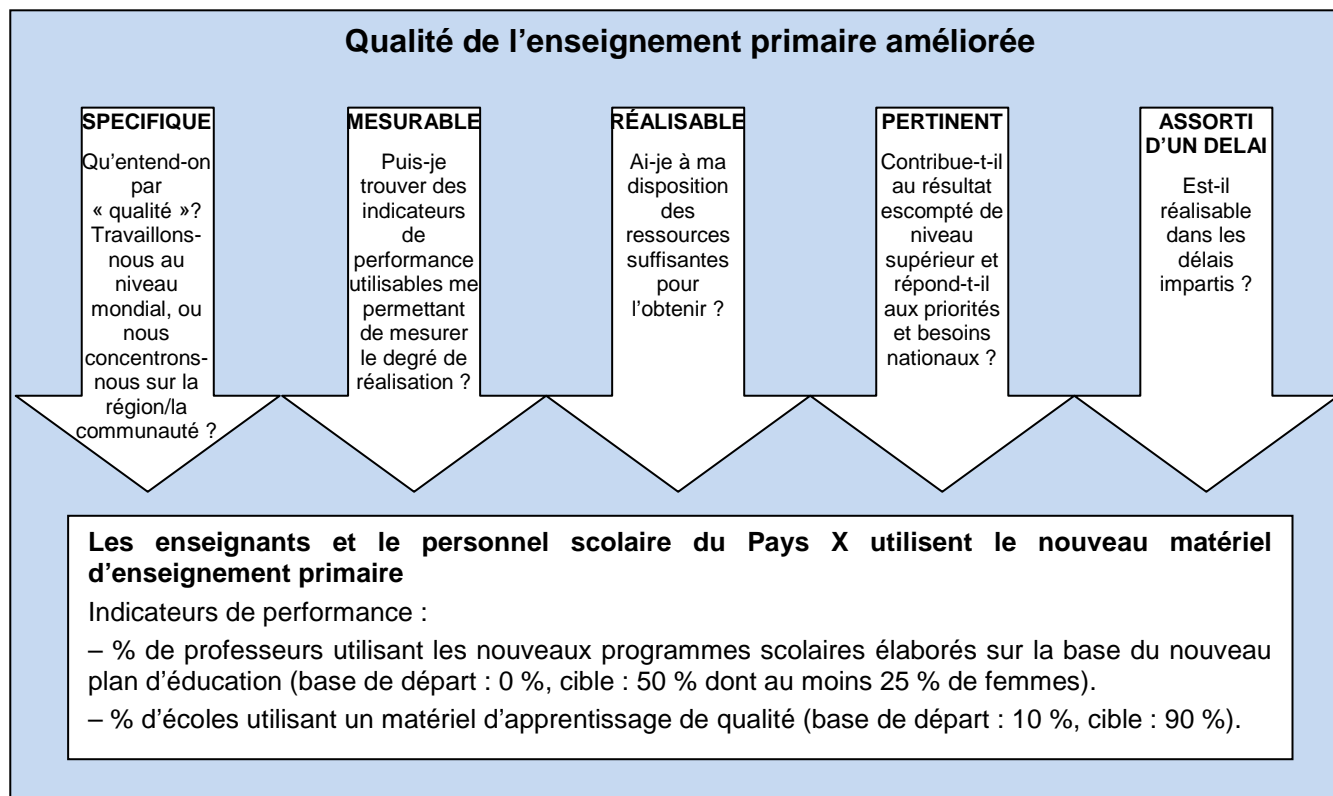 Qualité de l'enseignement primaire améliorée
SPECIFIQUE
Qu'entend-on
par
« qualité »?
Travaillons-
nous au
niveau
mondial, ou
nous
concentrons-
nous sur la
région/la
communauté ?
MESURABLE
Puis-je
trouver des
indicateurs
de
performance
utilisables me
permettant
de mesurer
le degré de
réalisation ?
RÉALISABLE
Ai-je à ma
disposition
des
ressources
suffisantes
pour
l'obtenir ?
PERTINENT
Contribue-t-il
au résultat
escompté de
niveau
supérieur et
répond-t-il
aux priorités
et besoins
nationaux ?
ASSORTI
D'UN DELAI
Est-il
réalisable
dans les
délais
impartis ?
Les enseignants et le personnel scolaire du Pays X utilisent le nouveau matériel
d'enseignement primaire
Indicateurs de performance :
– % de professeurs utilisant les nouveaux programmes scolaires élaborés sur la base du nouveau
plan d'éducation (base de départ : 0 %, cible : 50 % dont au moins 25 % de femmes).
– % d'écoles utilisant un matériel d'apprentissage de qualité (base de départ : 10 %, cible : 90 %).